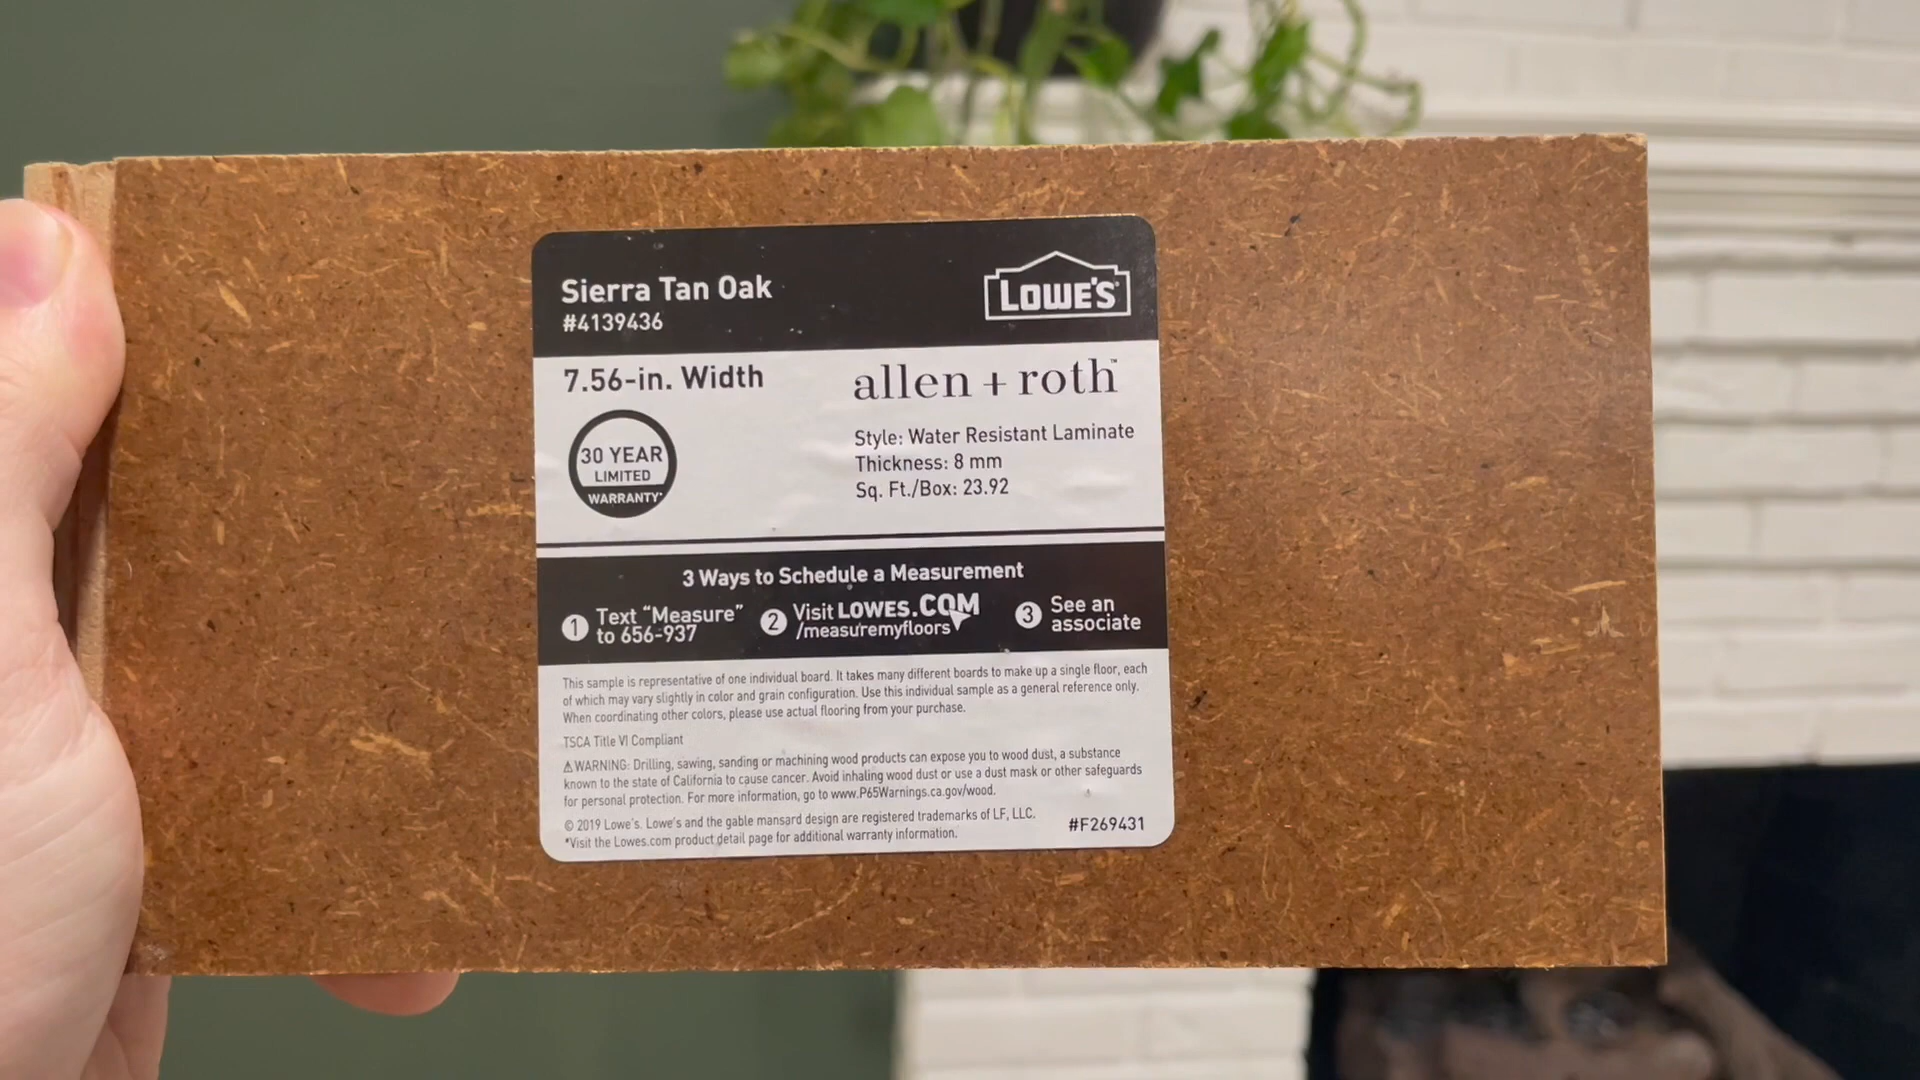 Sierra Tan Oak
#4139436
LOWE'S
7.56-in. Width
allen + roth™
30 YEAR
LIMITED
WARRANTY*
Style: Water Resistant Laminate
Thickness: 8 mm
Sq. Ft./Box: 23.92
3 Ways to Schedule a Measurement
1 Text “Measure”
to 656-937
2 Visit LOWES.COM
/measuremyfloors
3 See an
associate
This sample is representative of one individual board. It takes many different boards to make up a single floor, each
of which may vary slightly in color and grain configuration. Use this individual sample as a general reference only.
When coordinating other colors, please use actual flooring from your purchase.
TSCA Title VI Compliant
⚠WARNING: Drilling, sawing, sanding or machining wood products can expose you to wood dust, a substance
known to the state of California to cause cancer. Avoid inhaling wood dust or use a dust mask or other safeguards
for personal protection. For more information, go to www.P65Warnings.ca.gov/wood.
© 2019 Lowe's. Lowe's and the gable mansard design are registered trademarks of LF, LLC.
*Visit the Lowes.com product detail page for additional warranty information.
#F269431